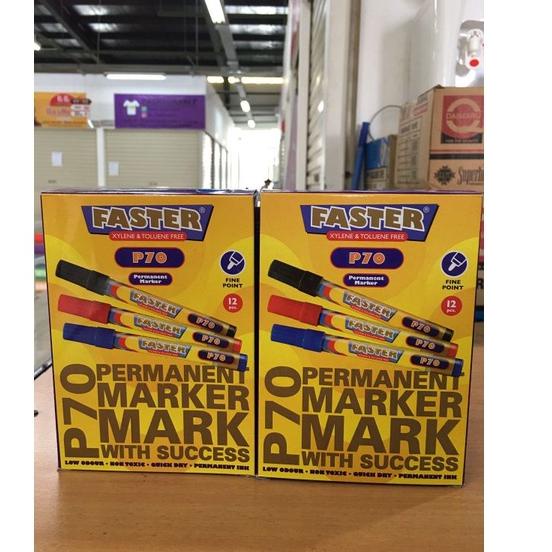 FASTER®
XYLENE & TOLUENE FREE
P70
Permanent
Marker
FINE
POINT
12
pcs.
FASTER P70
FASTER P70
FASTER P70
P70
PERMANENT
MARKER
MARK
WITH SUCCESS
LOW ODOUR • NON TOXIC • QUICK DRY • PERMANENT INK
FASTER®
XYLENE & TOLUENE FREE
P70
Permanent
Marker
FINE
POINT
12
pcs.
FASTER P70
FASTER P70
FASTER P70
P70
PERMANENT
MARKER
MARK
WITH SUCCESS
LOW ODOUR • NON TOXIC • QUICK DRY • PERMANENT INK